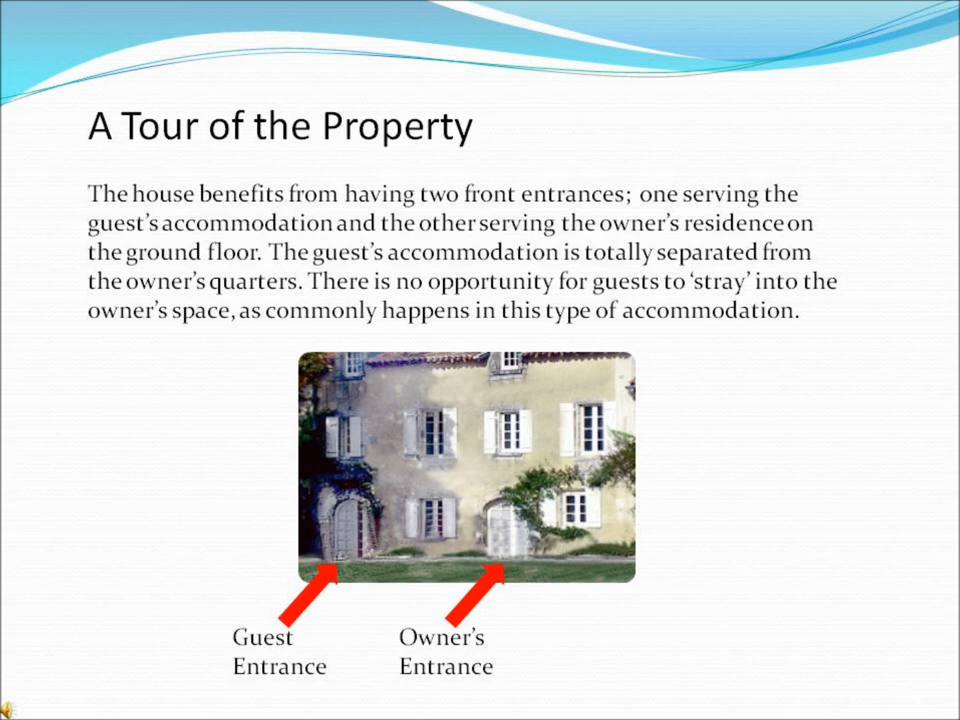 A Tour of the Property
The house benefits from having two front entrances; one serving the
guest’s accommodation and the other serving the owner’s residence on
the ground floor. The guest’s accommodation is totally separated from
the owner’s quarters. There is no opportunity for guests to ‘stray’ into the
owner’s space, as commonly happens in this type of accommodation.
Guest
Entrance
Owner’s
Entrance